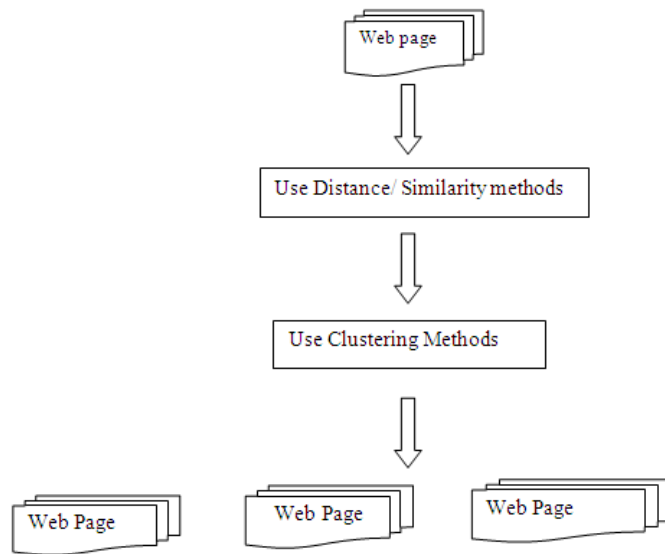 Web page
Use Distance/ Similarity methods
Use Clustering Methods
Web Page
Web Page
Web Page